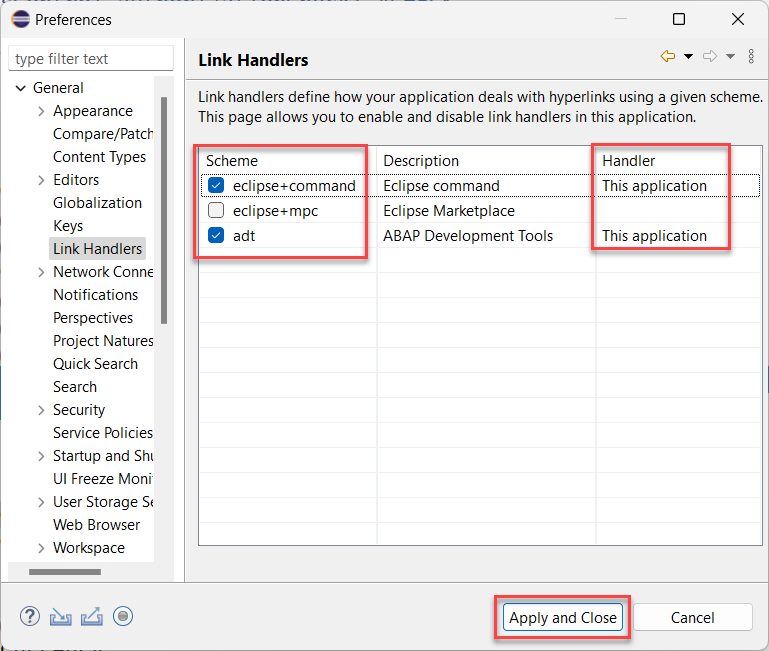 Preferences
type filter text
General
Appearance
Compare/Patch
Content Types
Editors
Globalization
Keys
Link Handlers
Network Conne
Notifications
Perspectives
Project Natures
Quick Search
Search
Security
Service Policies
Startup and Shu
UI Freeze Moni
User Storage Se
Web Browser
Workspace
Link Handlers
Link handlers define how your application deals with hyperlinks using a given scheme.
This page allows you to enable and disable link handlers in this application.
Scheme Description Handler
eclipse+command Eclipse command This application
eclipse+mpc Eclipse Marketplace
adt ABAP Development Tools This application
?
Apply and Close Cancel